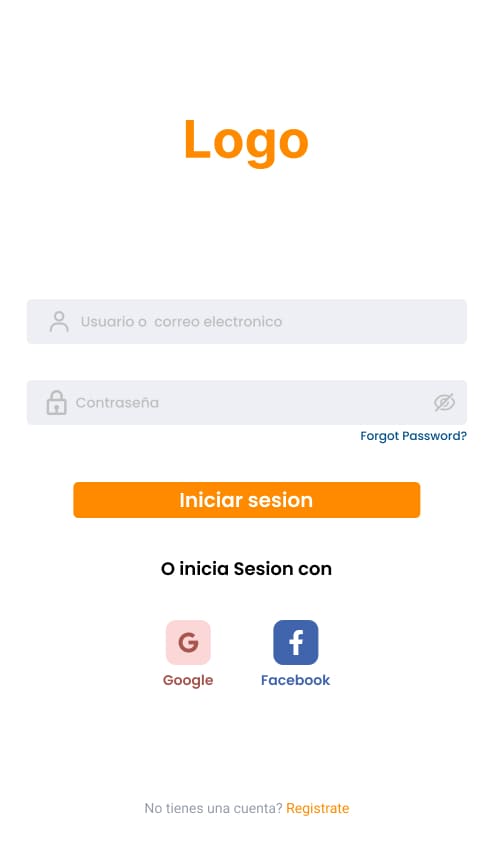 Logo
Usuario o  correo electronico
Contraseña
Forgot Password?
Iniciar sesion
O inicia Sesion con
G
f
Google
Facebook
No tienes una cuenta? Registrate